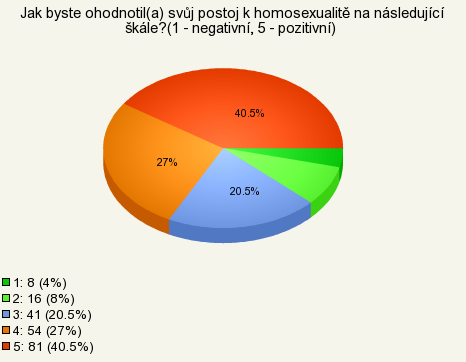 Jak byste ohodnotil(a) svůj postoj k homosexualitě na následující
škále?(1 - negativní, 5 - pozitivní)
40.5%
27%
20.5%
1: 8 (4%)
2: 16 (8%)
3: 41 (20.5%)
4: 54 (27%)
5: 81 (40.5%)